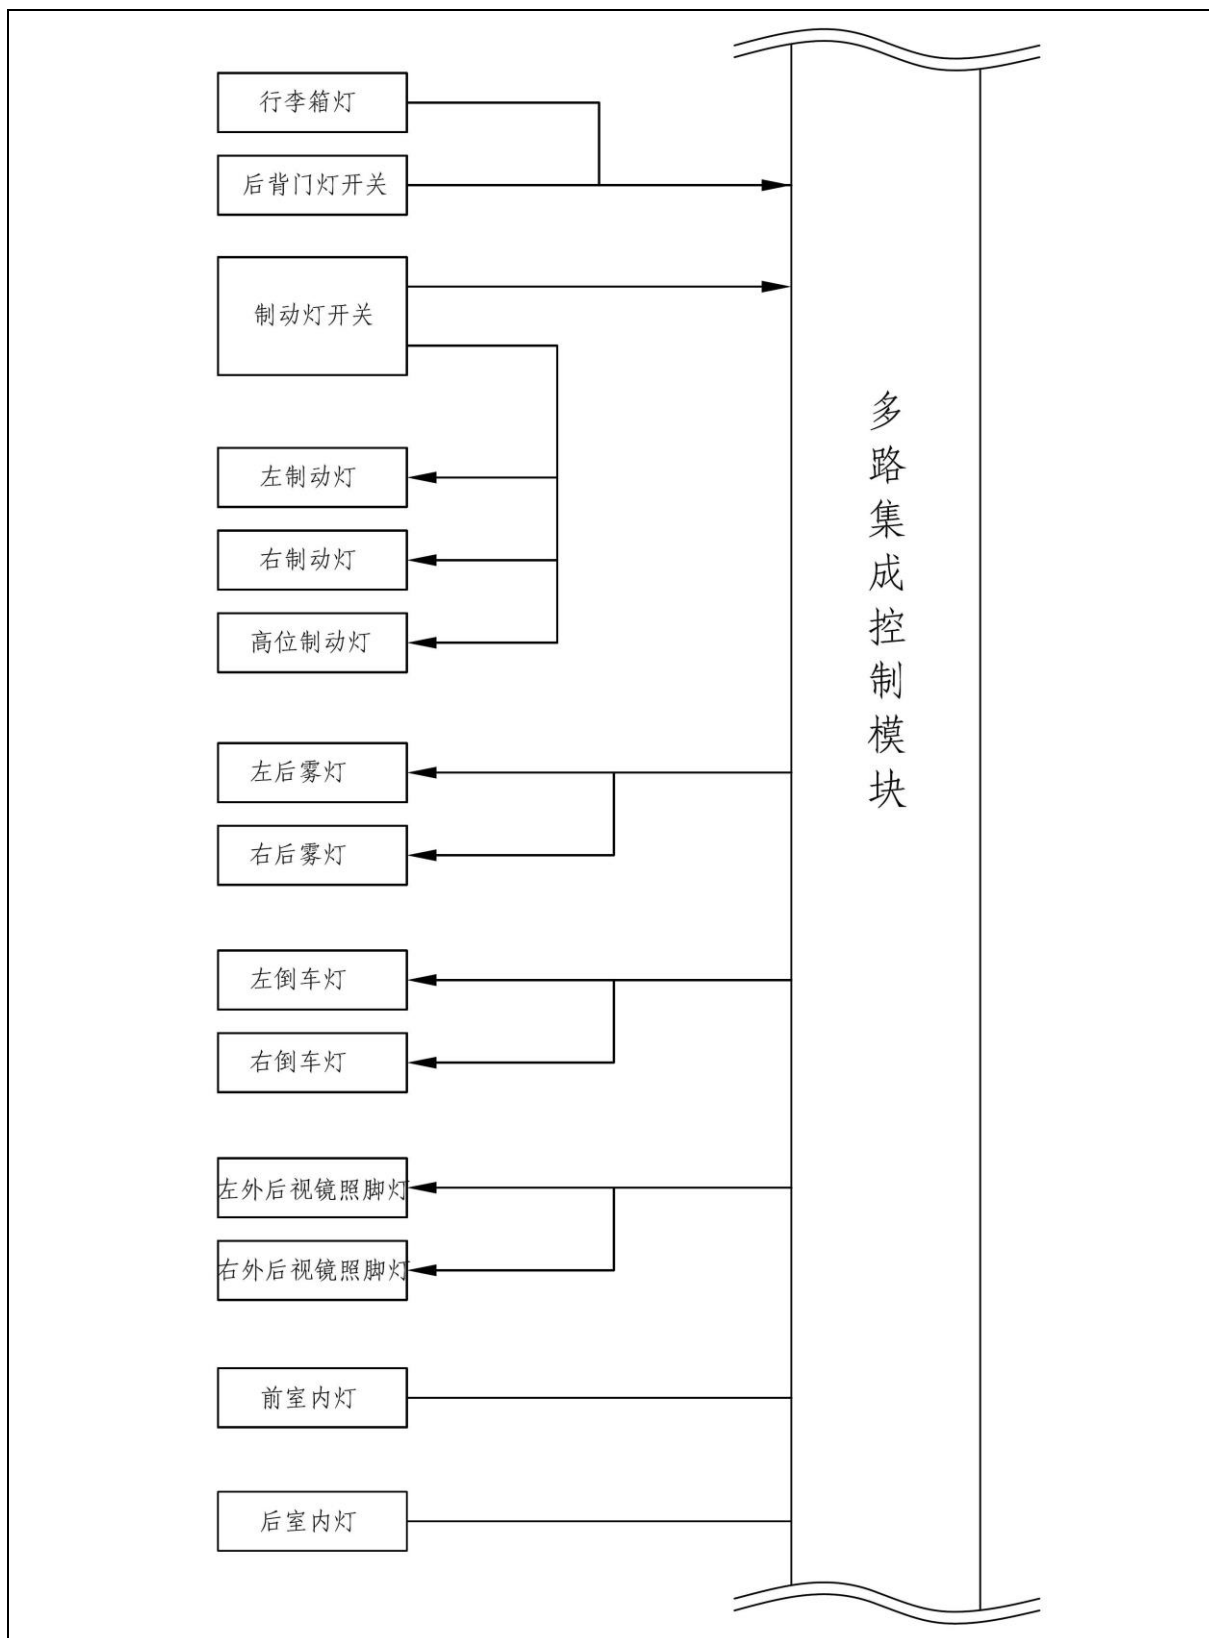 行李箱灯
后背门灯开关
制动灯开关
左制动灯
右制动灯
高位制动灯
左后雾灯
右后雾灯
左倒车灯
右倒车灯
左外后视镜照脚灯
右外后视镜照脚灯
前室内灯
后室内灯
多路集成控制模块